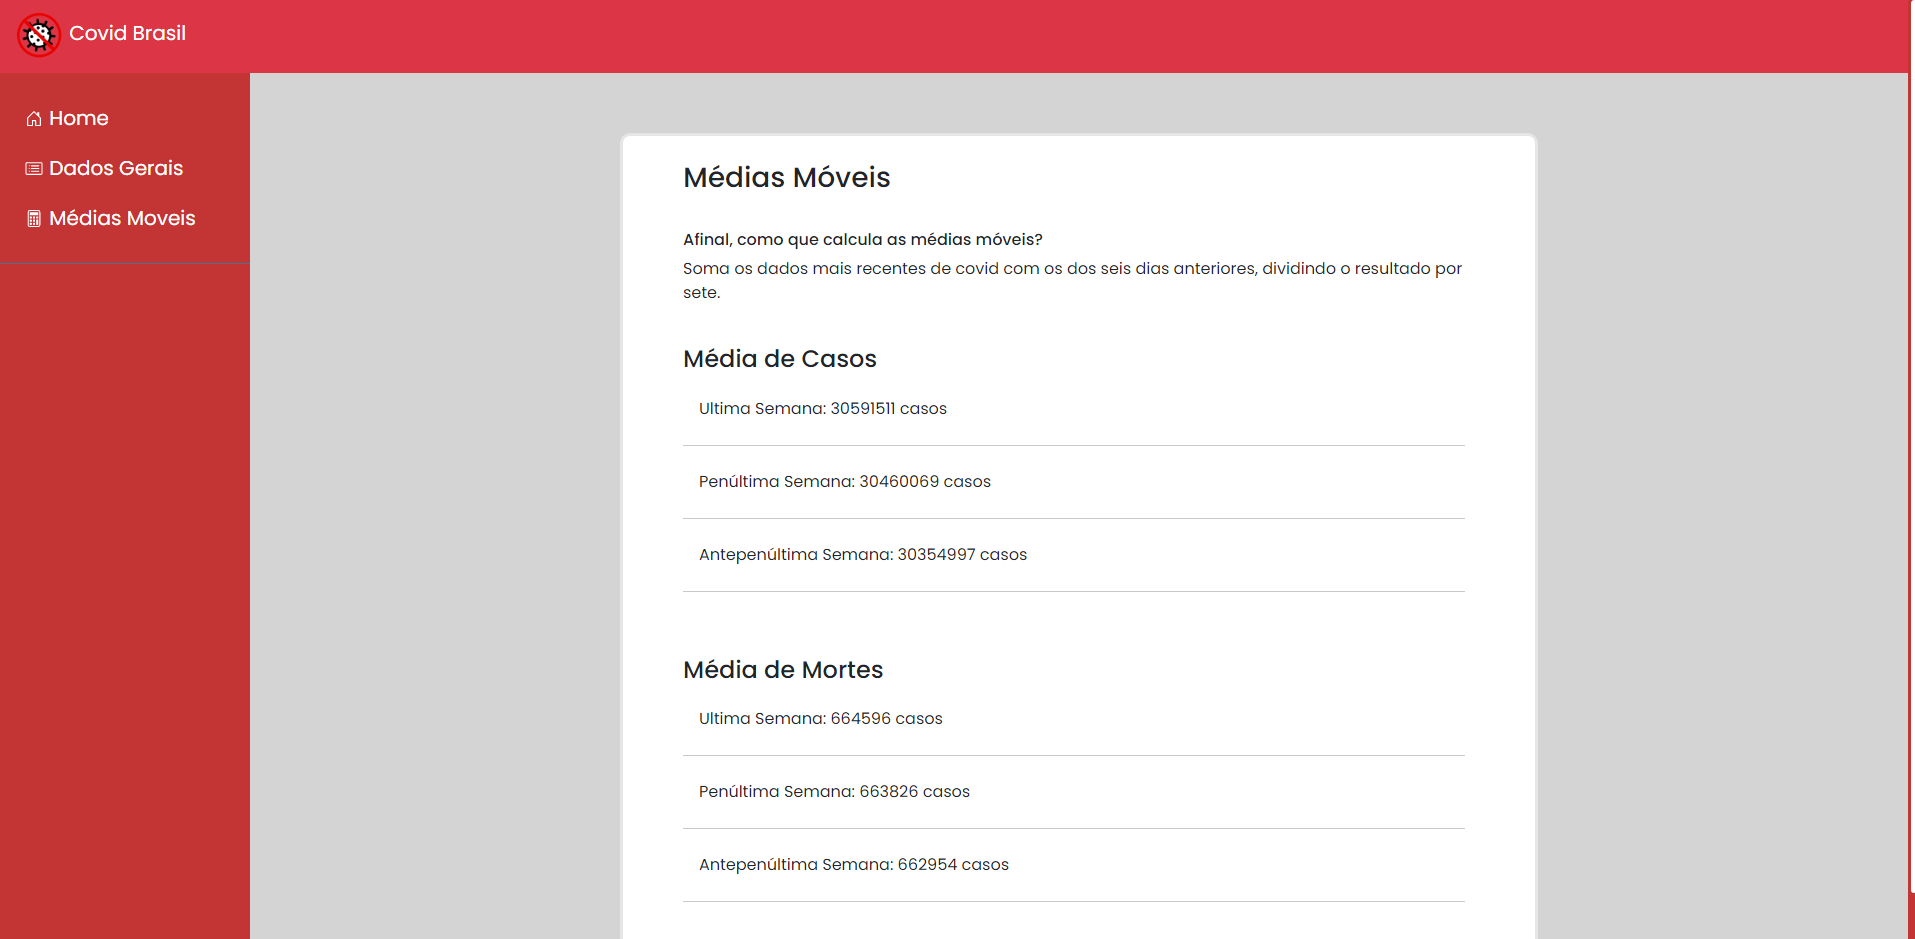 Covid Brasil
Home
Dados Gerais
Médias Moveis
Médias Móveis
Afinal, como que calcula as médias móveis?
Soma os dados mais recentes de covid com os dos seis dias anteriores, dividindo o resultado por
sete.
Média de Casos
Ultima Semana: 30591511 casos
Penúltima Semana: 30460069 casos
Antepenúltima Semana: 30354997 casos
Média de Mortes
Ultima Semana: 664596 casos
Penúltima Semana: 663826 casos
Antepenúltima Semana: 662954 casos